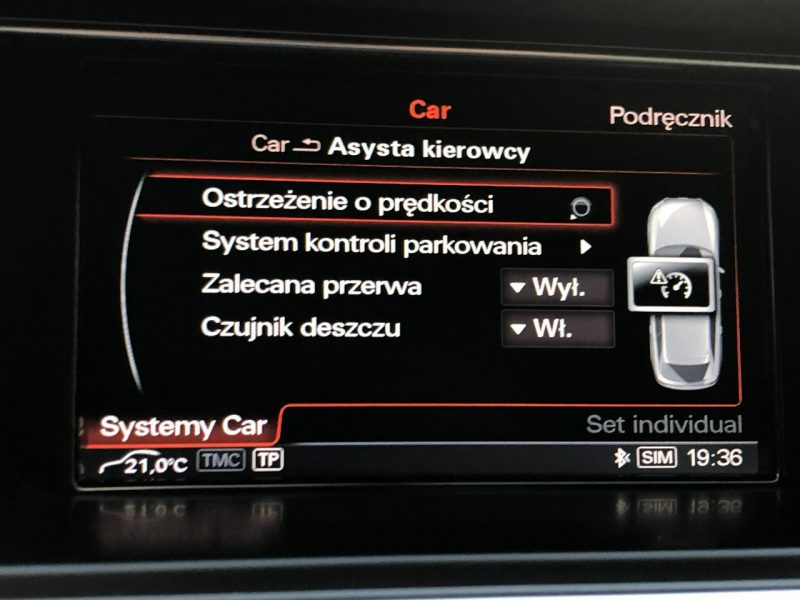 Car
Podręcznik
Car Asysta kierowcy
Ostrzeżenie o prędkości
System kontroli parkowania
Zalecana przerwa Wył.
Czujnik deszczu Wł.
Systemy Car
Set individual
21,0°C TMC TP SIM 19:36